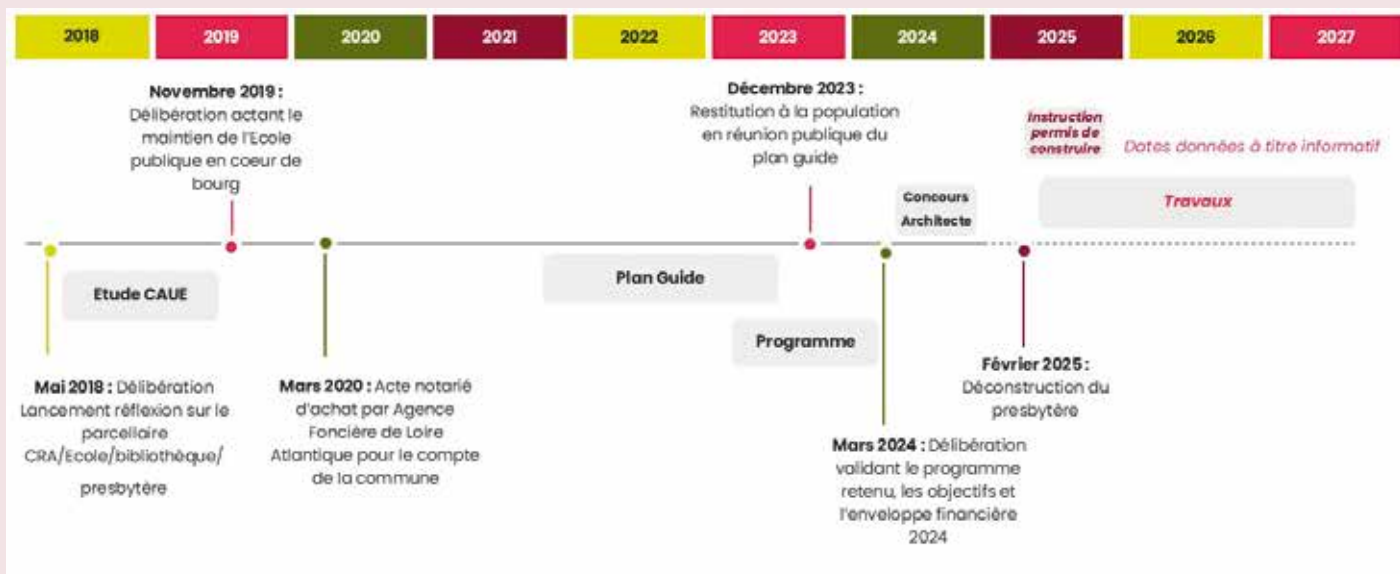 2018
2019
2020
2021
2022
2023
2024
2025
2026
2027
Novembre 2019 :
Délibération actant le
maintien de l'Ecole
publique en coeur de
bourg
Décembre 2023 :
Restitution à la population
en réunion publique du
plan guide
Instruction
permis de
construire
Dates données à titre informatif
Concours
Architecte
Travaux
Etude CAUE
Plan Guide
Programme
Mai 2018 : Délibération
Lancement réflexion sur le
parcellaire
CRA/Ecole/bibliothèque/
presbytère
Mars 2020 : Acte notarié
d'achat par Agence
Foncière de Loire
Atlantique pour le compte
de la commune
Mars 2024 : Délibération
validant le programme
retenu, les objectifs et
l'enveloppe financière
2024
Février 2025 :
Déconstruction du
presbytère